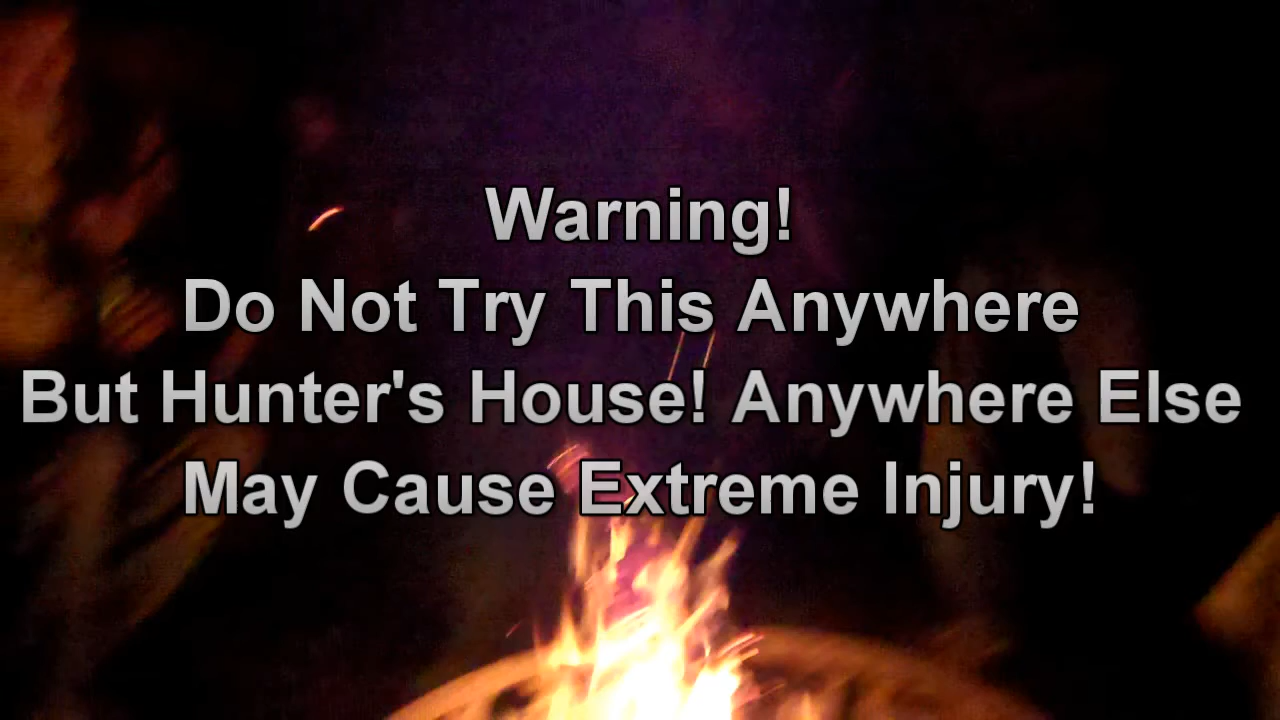 Warning!
Do Not Try This Anywhere
But Hunter's House! Anywhere Else
May Cause Extreme Injury!